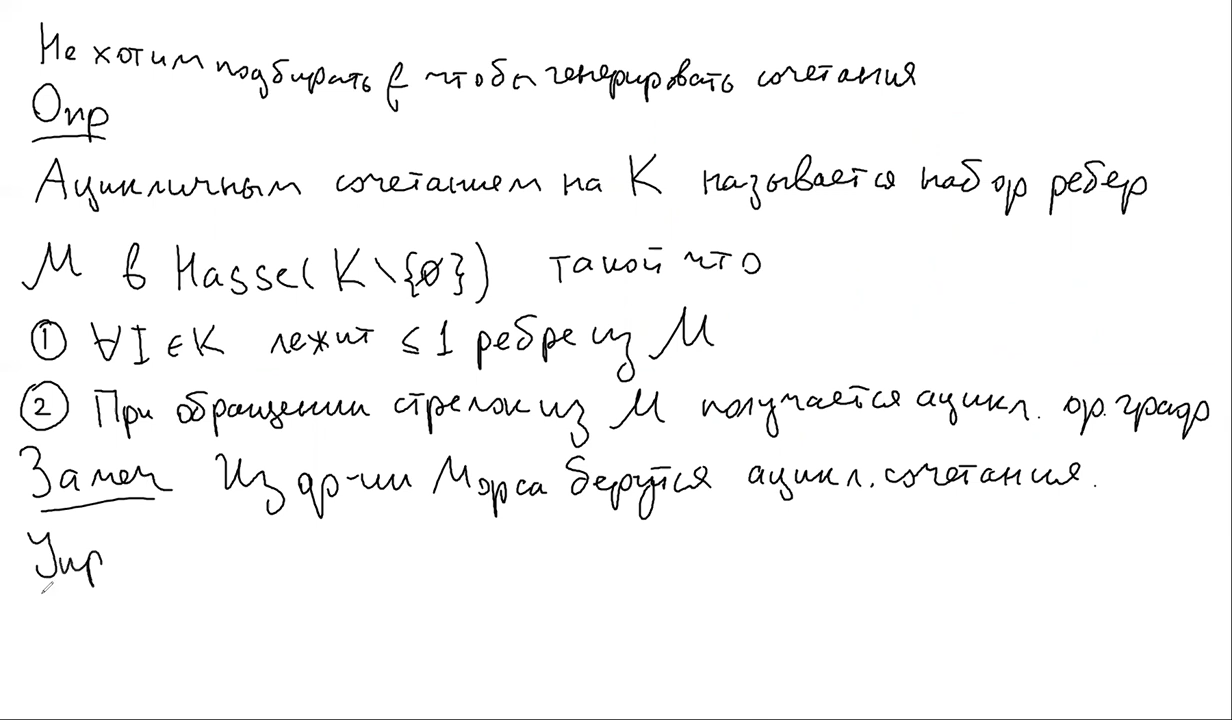 Не хотим подбирать f чтобы генерировать сочетания
Опр
Ацикличным сочетанием на K называется набор ребер
M в Hasse(K \ {∅}) такой что
① ∀I ∈ K лежит ≤ 1 ребре из M
② При обращении стрелок из M получается ацикл. ор. граф
Замеч Из ф-ии Морса берутся ацикл. сочетания.
Упр